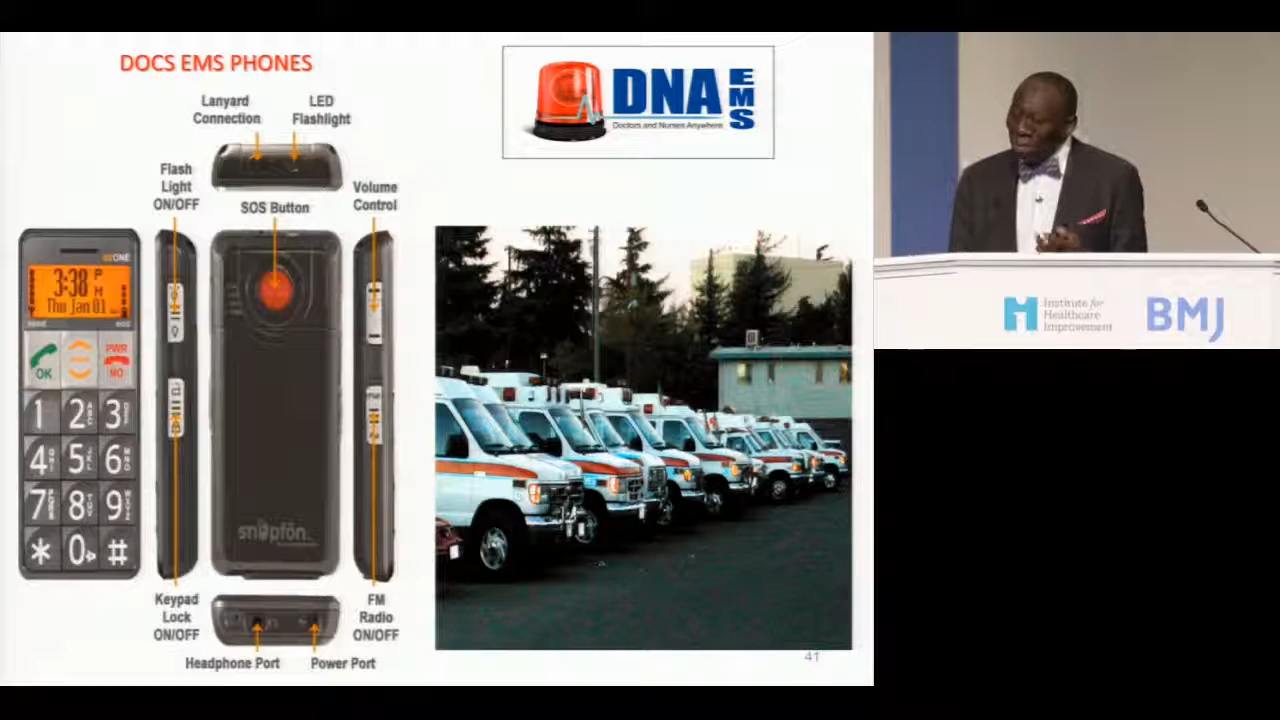 DOCS EMS PHONES
DNA
EMS
Doctors and Nurses Anywhere
Lanyard
Connection
LED
Flashlight
Flash
Light
ON/OFF
SOS Button
Volume
Control
3:38 P
M
Thu Jan 01
OK
PWR
NO
1 2 3
4 5 6
7 8 9
* 0 #
snapfon
Keypad
Lock
ON/OFF
FM
Radio
ON/OFF
Headphone Port
Power Port
41
Institute for
Healthcare
Improvement
BMJ